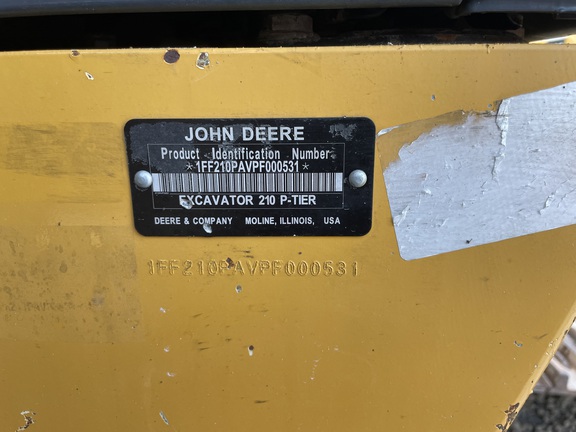 JOHN DEERE
Product Identification Number
*1FF210PAVPF000531*
EXCAVATOR 210 P-TIER
DEERE & COMPANY MOLINE, ILLINOIS, USA
1FF210PAVPF000531